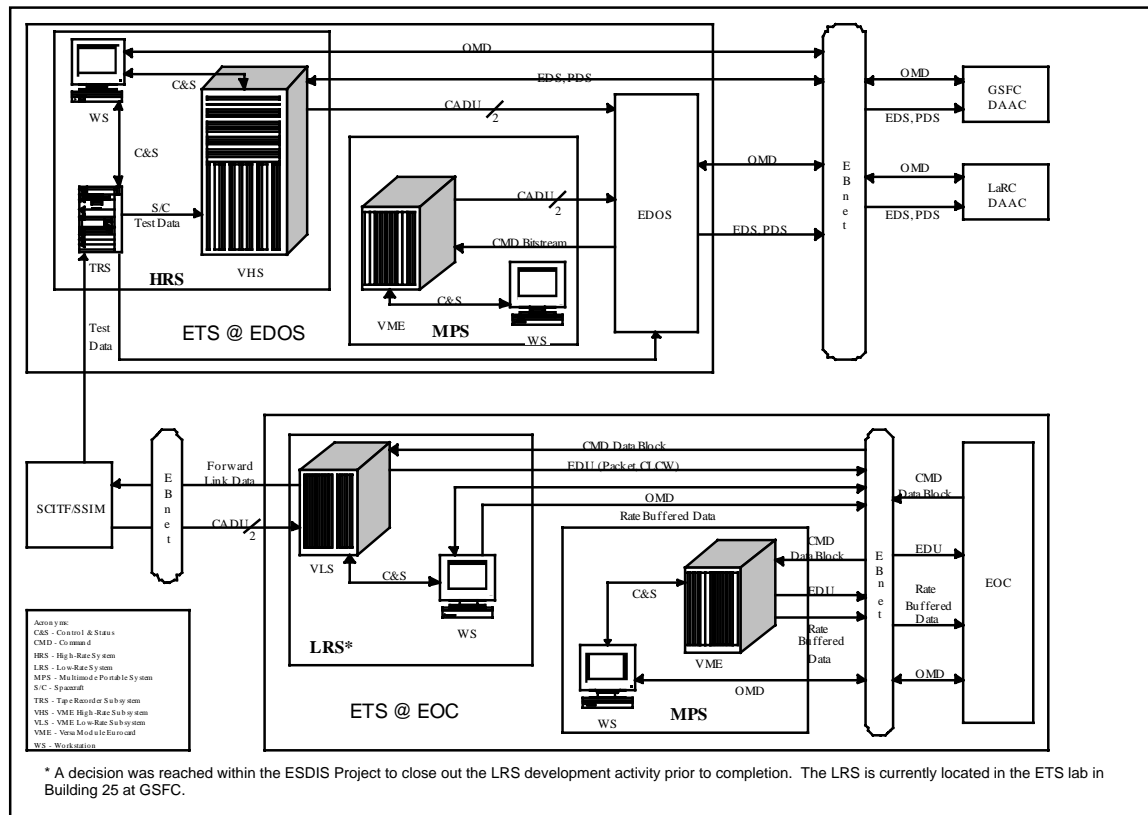 OMD
C&S
EDS, PDS
OMD
GSFC
DAAC
WS
CADU
2
EDS, PDS
C&S
OMD
E
B
n
e
t
OMD
LaRC
DAAC
S/C
Test Data
CADU
2
EDOS
EDS, PDS
EDS, PDS
CMD Bitstream
TRS
VHS
HRS
C&S
VME
MPS
WS
ETS @ EDOS
Test
Data
CMD Data Block
Forward
Link Data
EDU (Packet, CLCW)
E
B
n
e
t
CMD
Data Block
SCITF/SSIM
OMD
Rate Buffered Data
CADU
2
CMD
Data Block
E
B
n
e
t
EDU
EOC
VLS
C&S
EDU
C&S
Rate
Buffered
Data
WS
Rate
Buffered
Data
LRS*
VME
OMD
OMD
WS
MPS
ETS @ EOC
Acronyms:
C&S - Control & Status
CMD - Command
HRS - High-Rate System
LRS - Low-Rate System
MPS - Multimode Portable System
S/C - Spacecraft
TRS - Tape Recorder Subsystem
VHS - VME High-Rate Subsystem
VLS - VME Low-Rate Subsystem
VME - Versa Module Eurocard
WS - Workstation
* A decision was reached within the ESDIS Project to close out the LRS development activity prior to completion. The LRS is currently located in the ETS lab in
Building 25 at GSFC.